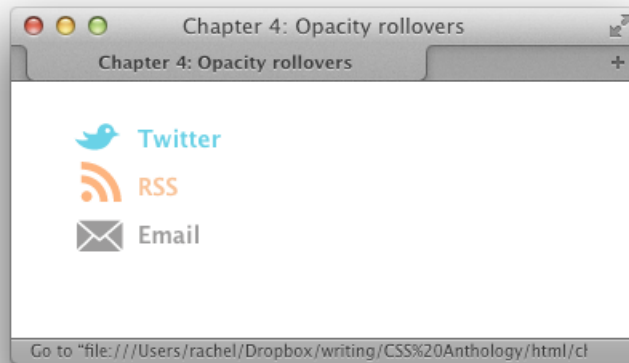 Chapter 4: Opacity rollovers
Chapter 4: Opacity rollovers
+
Twitter
RSS
Email
Go to "file:///Users/rachel/Dropbox/writing/CSS%20Anthology/html/cl